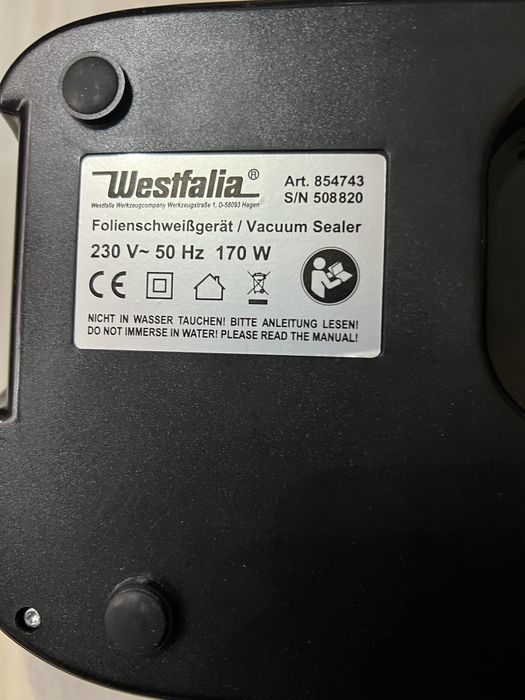 Westfalia®
Art. 854743
S/N 508820
Westfalia Werkzeugcompany Werkzeugstraße 1, D-58093 Hagen
Folienschweißgerät / Vacuum Sealer
230 V~ 50 Hz 170 W
CE
NICHT IN WASSER TAUCHEN! BITTE ANLEITUNG LESEN!
DO NOT IMMERSE IN WATER! PLEASE READ THE MANUAL!